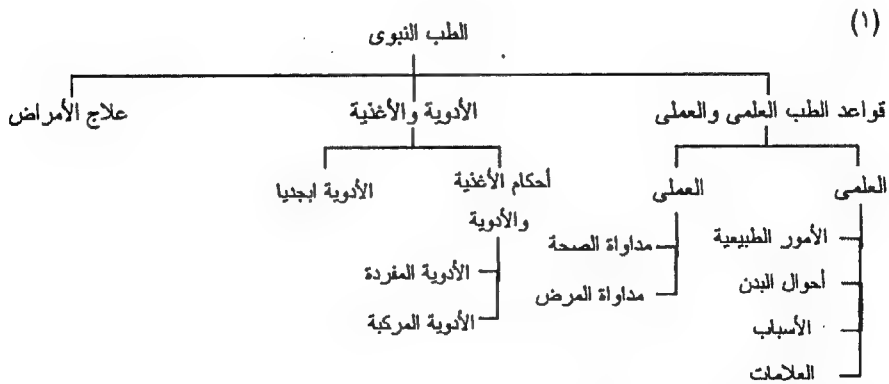 (١)
الطب النبوى
قواعد الطب العلمى والعملى
الأدوية والأغذية
علاج الأمراض
العلمى
العملى
أحكام الأغذية
والأدوية
الأدوية ابجديا
الأمور الطبيعية
أحوال البدن
الأسباب
العلامات
مداواة الصحة
مداواة المرض
الأدوية المفردة
الأدوية المركبة